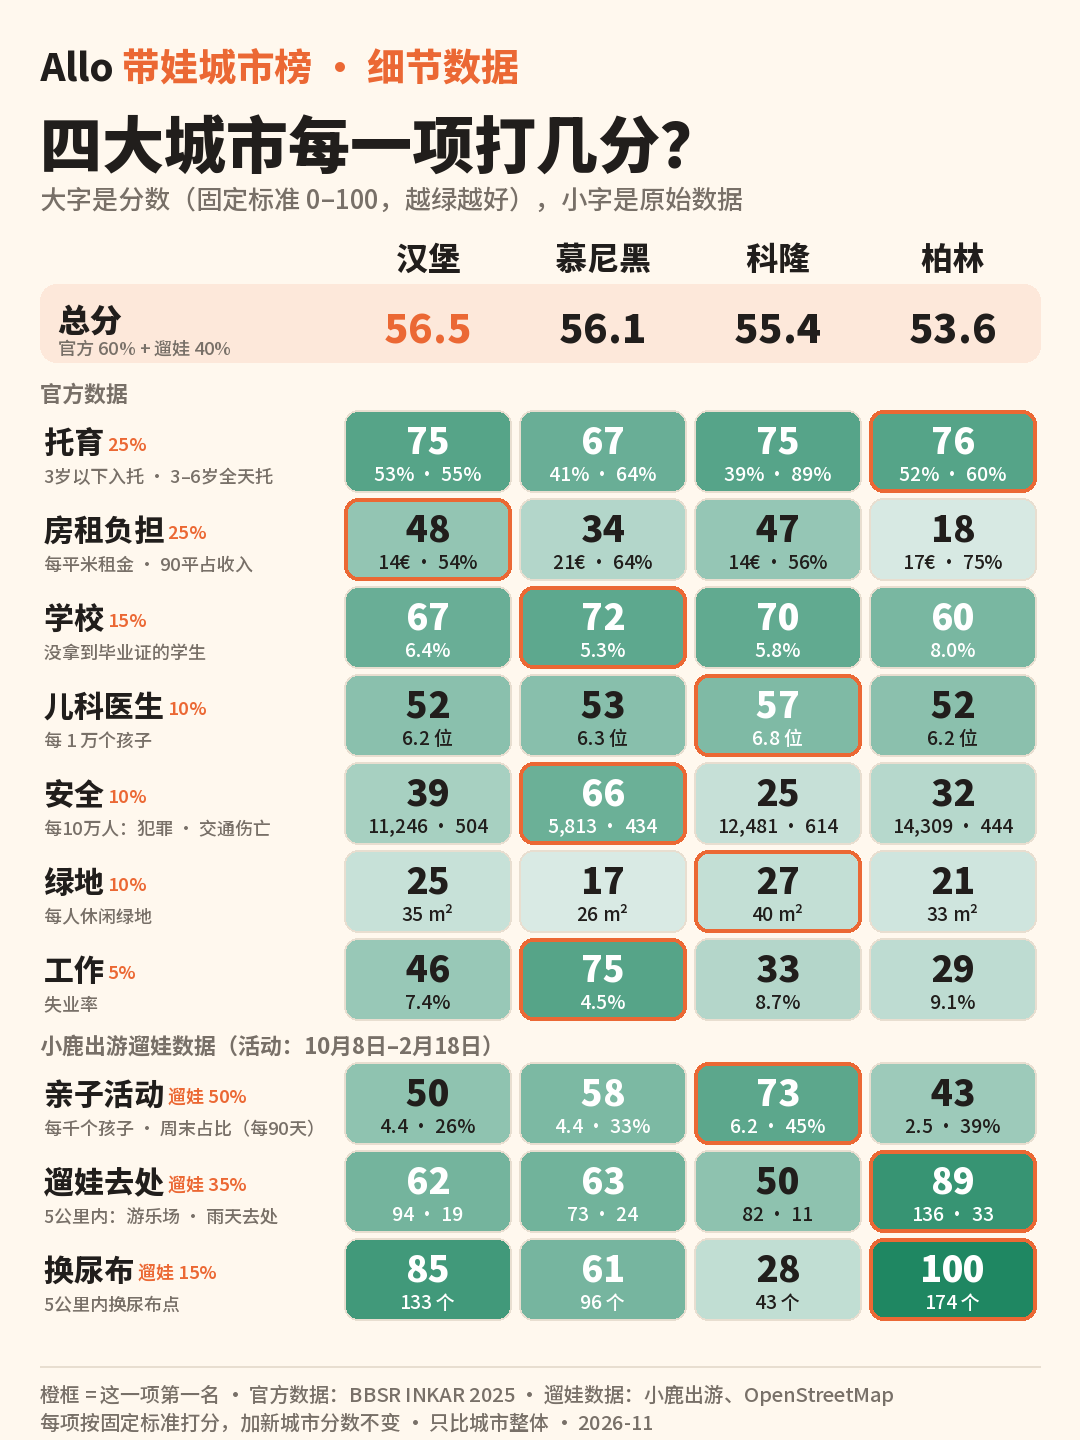 Allo 带娃城市榜 · 细节数据
四大城市每一项打几分？
大字是分数（固定标准 0–100，越绿越好），小字是原始数据
汉堡 慕尼黑 科隆 柏林
总分 56.5 56.1 55.4 53.6
官方 60% + 遛娃 40%
官方数据
托育 25% 75 67 75 76
3岁以下入托 · 3–6岁全天托 53% · 55% 41% · 64% 39% · 89% 52% · 60%
房租负担 25% 48 34 47 18
每平米租金 · 90平占收入 14€ · 54% 21€ · 64% 14€ · 56% 17€ · 75%
学校 15% 67 72 70 60
没拿到毕业证的学生 6.4% 5.3% 5.8% 8.0%
儿科医生 10% 52 53 57 52
每 1 万个孩子 6.2 位 6.3 位 6.8 位 6.2 位
安全 10% 39 66 25 32
每10万人：犯罪 · 交通伤亡 11,246 · 504 5,813 · 434 12,481 · 614 14,309 · 444
绿地 10% 25 17 27 21
每人休闲绿地 35 m² 26 m² 40 m² 33 m²
工作 5% 46 75 33 29
失业率 7.4% 4.5% 8.7% 9.1%
小鹿出游遛娃数据（活动：10月8日–2月18日）
亲子活动 遛娃 50% 50 58 73 43
每千个孩子 · 周末占比（每90天） 4.4 · 26% 4.4 · 33% 6.2 · 45% 2.5 · 39%
遛娃去处 遛娃 35% 62 63 50 89
5公里内：游乐场 · 雨天去处 94 · 19 73 · 24 82 · 11 136 · 33
换尿布 遛娃 15% 85 61 28 100
5公里内换尿布点 133 个 96 个 43 个 174 个
橙框 = 这一项第一名 · 官方数据：BBSR INKAR 2025 · 遛娃数据：小鹿出游、OpenStreetMap
每项按固定标准打分，加新城市分数不变 · 只比城市整体 · 2026-11